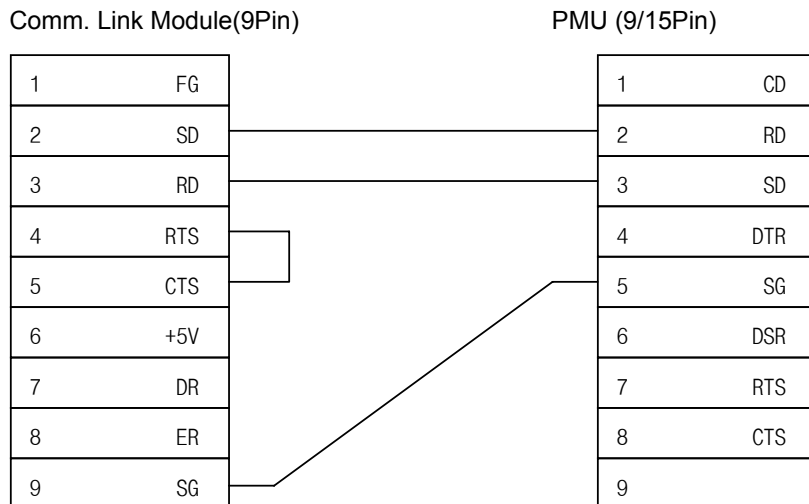 Comm. Link Module(9Pin)
PMU (9/15Pin)
1 FG
2 SD
3 RD
4 RTS
5 CTS
6 +5V
7 DR
8 ER
9 SG
1 CD
2 RD
3 SD
4 DTR
5 SG
6 DSR
7 RTS
8 CTS
9